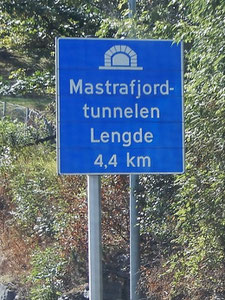 Mastrafjord-
tunnelen
Lengde
4,4 km